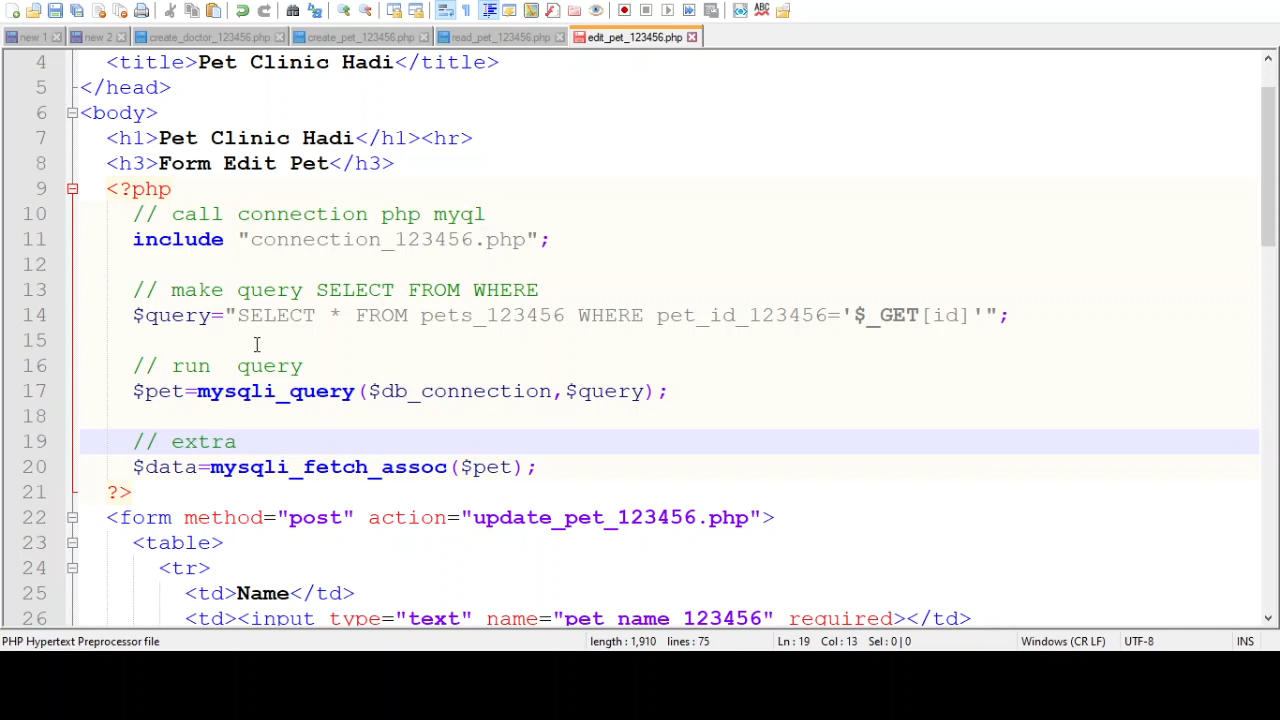 new 1
new 2
create_doctor_123456.php
create_pet_123456.php
read_pet_123456.php
edit_pet_123456.php
4 <title>Pet Clinic Hadi</title>
5 </head>
6 <body>
7 <h1>Pet Clinic Hadi</h1><hr>
8 <h3>Form Edit Pet</h3>
9 <?php
10 // call connection php myql
11 include "connection_123456.php";
12
13 // make query SELECT FROM WHERE
14 $query="SELECT * FROM pets_123456 WHERE pet_id_123456='$_GET[id]'";
15
16 // run  query
17 $pet=mysqli_query($db_connection,$query);
18
19 // extra
20 $data=mysqli_fetch_assoc($pet);
21 ?>
22 <form method="post" action="update_pet_123456.php">
23 <table>
24 <tr>
25 <td>Name</td>
26 <td><input type="text" name="pet_name_123456" required></td>
PHP Hypertext Preprocessor file
length : 1,910 lines : 75
Ln : 19 Col : 13 Sel : 0 | 0
Windows (CR LF)
UTF-8
INS